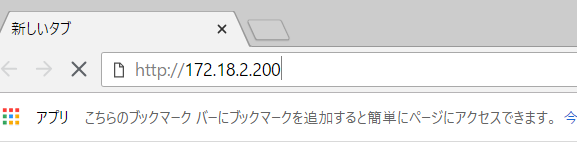 新しいタブ
http://172.18.2.200
アプリ こちらのブックマーク バーにブックマークを追加すると簡単にページにアクセスできます。 今